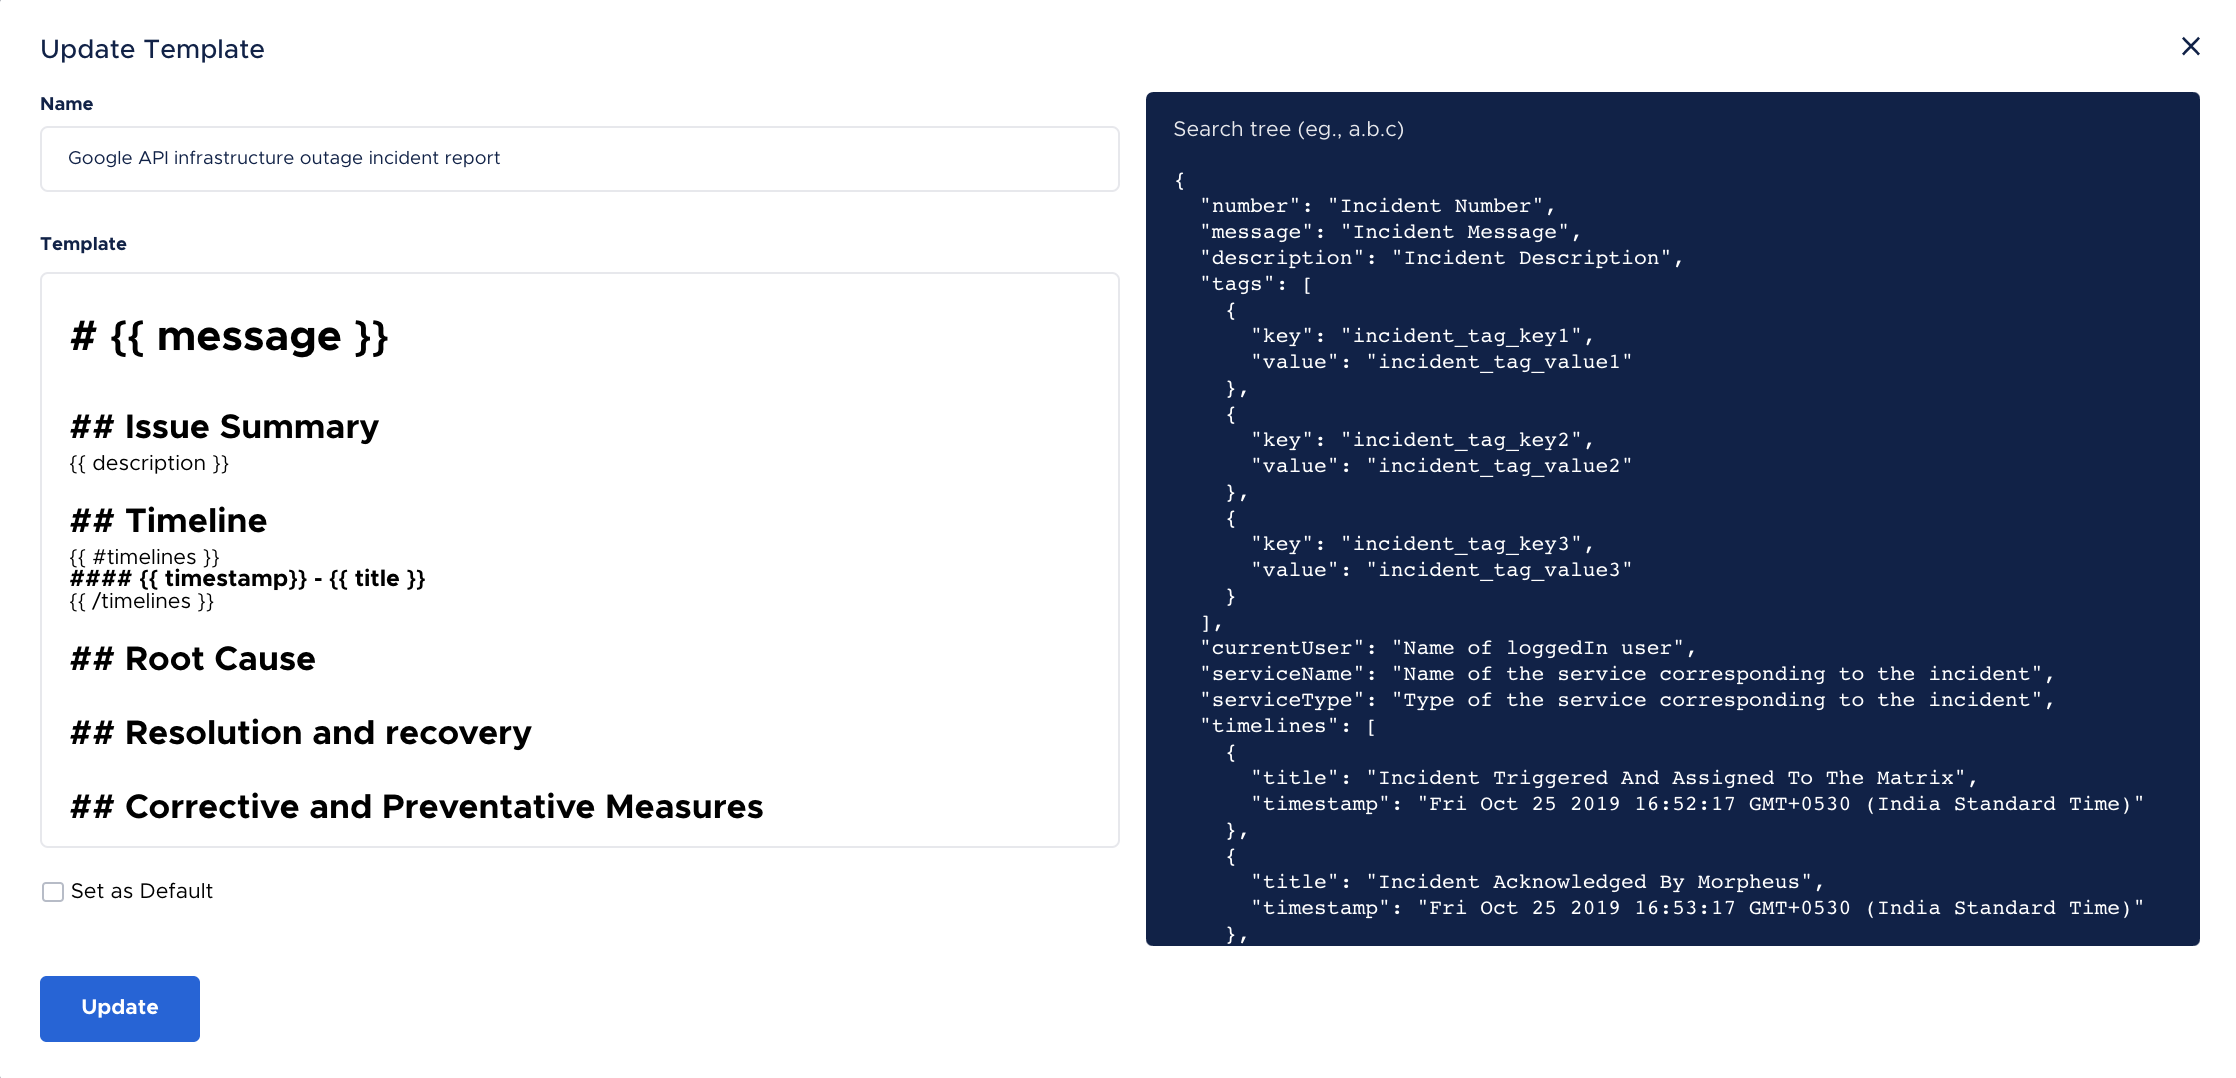 Update Template
Name
Google API infrastructure outage incident report
Template
# {{ message }}
## Issue Summary
{{ description }}
## Timeline
{{ #timelines }}
#### {{ timestamp}} - {{ title }}
{{ /timelines }}
## Root Cause
## Resolution and recovery
## Corrective and Preventative Measures
Set as Default
Update
Search tree (eg., a.b.c)
{
"number": "Incident Number",
"message": "Incident Message",
"description": "Incident Description",
"tags": [
{
"key": "incident_tag_key1",
"value": "incident_tag_value1"
},
{
"key": "incident_tag_key2",
"value": "incident_tag_value2"
},
{
"key": "incident_tag_key3",
"value": "incident_tag_value3"
}
],
"currentUser": "Name of loggedIn user",
"serviceName": "Name of the service corresponding to the incident",
"serviceType": "Type of the service corresponding to the incident",
"timelines": [
{
"title": "Incident Triggered And Assigned To The Matrix",
"timestamp": "Fri Oct 25 2019 16:52:17 GMT+0530 (India Standard Time)"
},
{
"title": "Incident Acknowledged By Morpheus",
"timestamp": "Fri Oct 25 2019 16:53:17 GMT+0530 (India Standard Time)"
},